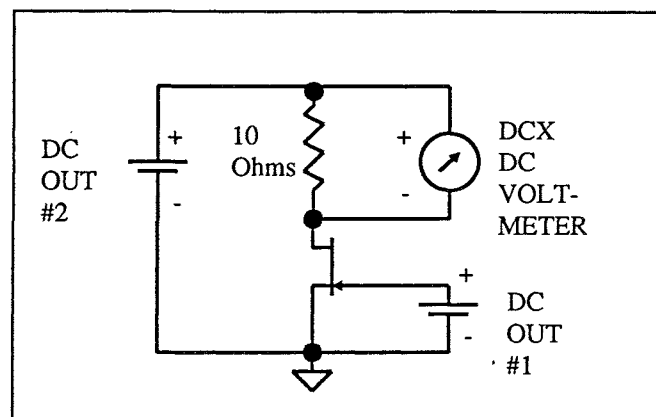 DC
OUT
#2
+
-
10
Ohms
+
-
DCX
DC
VOLT-
METER
+
-
DC
OUT
#1